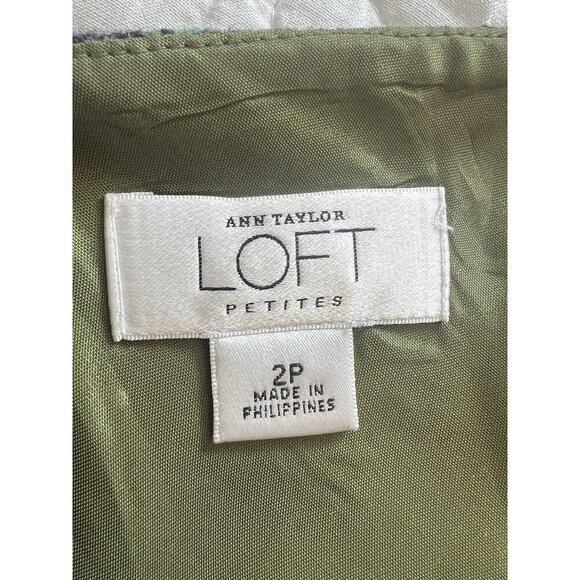 ANN TAYLOR
LOFT
PETITES
2P
MADE IN
PHILIPPINES